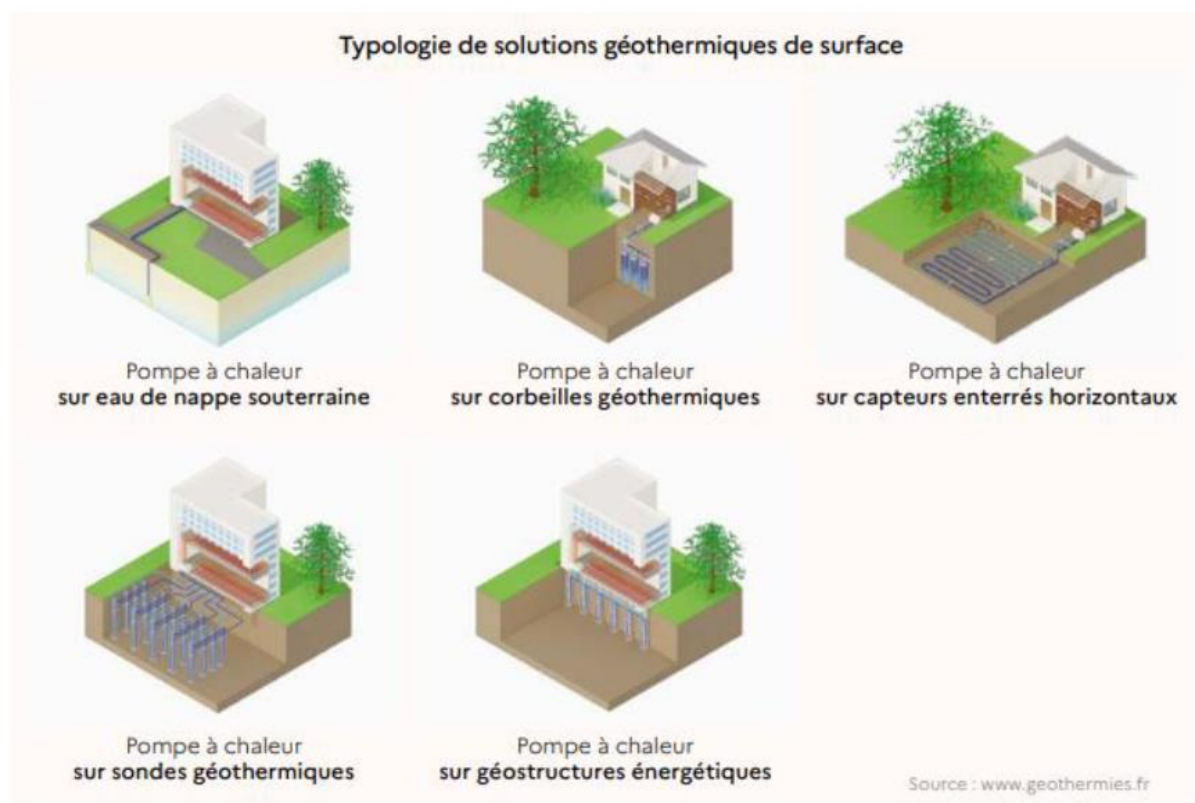 Typologie de solutions géothermiques de surface
Pompe à chaleur
sur eau de nappe souterraine
Pompe à chaleur
sur corbeilles géothermiques
Pompe à chaleur
sur capteurs enterrés horizontaux
Pompe à chaleur
sur sondes géothermiques
Pompe à chaleur
sur géostructures énergétiques
Source : www.geothermies.fr